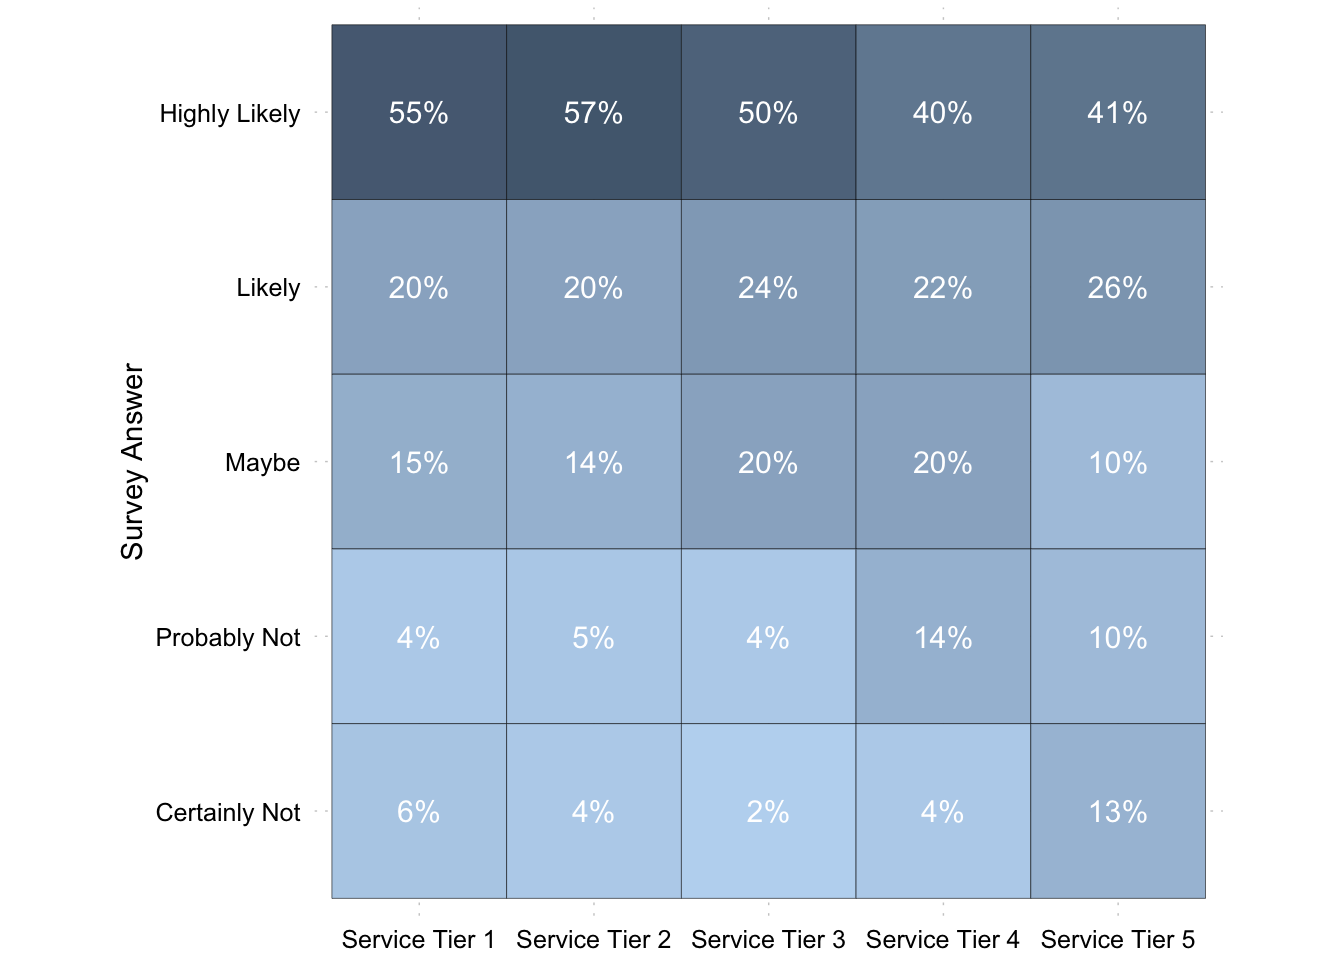 Highly Likely 55% 57% 50% 40% 41%
Likely 20% 20% 24% 22% 26%
Survey Answer
Maybe 15% 14% 20% 20% 10%
Probably Not 4% 5% 4% 14% 10%
Certainly Not 6% 4% 2% 4% 13%
Service Tier 1 Service Tier 2 Service Tier 3 Service Tier 4 Service Tier 5